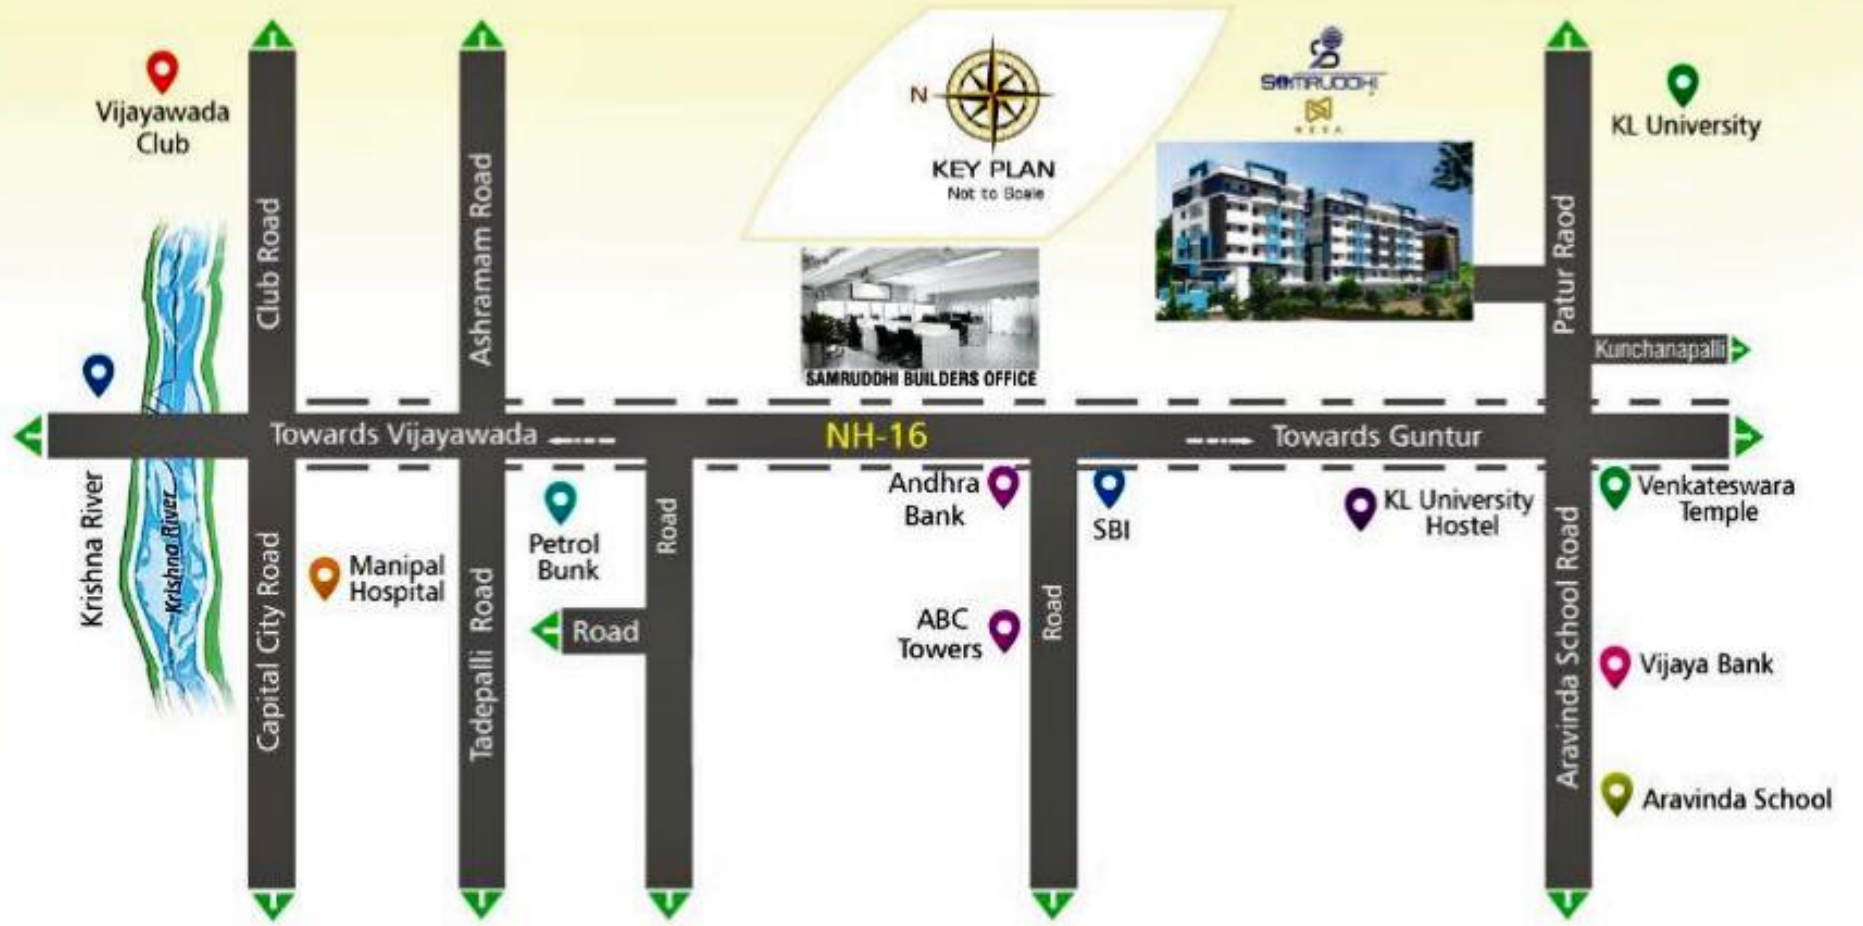 Vijayawada
Club
Club Road
Ashramam Road
N
KEY PLAN
Not to Scale
SAMRUDDHI
NEXA
Patur Raod
KL University
SAMRUDDHI BUILDERS OFFICE
Kunchanapalli
Towards Vijayawada
NH-16
Towards Guntur
Krishna River
Krishna River
Capital City Road
Manipal
Hospital
Tadepalli Road
Petrol
Bunk
Road
Road
Andhra
Bank
ABC
Towers
Road
SBI
KL University
Hostel
Aravinda School Road
Venkateswara
Temple
Vijaya Bank
Aravinda School